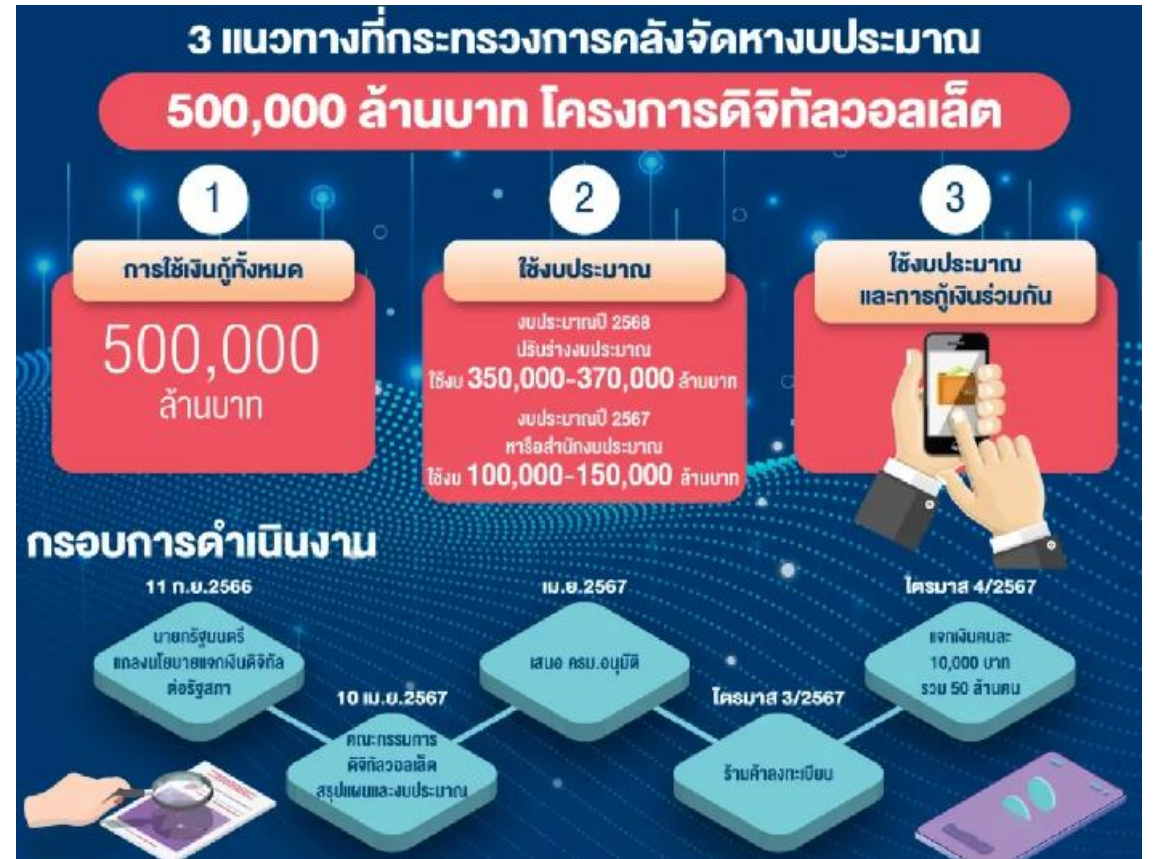 3 แนวทางที่กระทรวงการคลังจัดหางบประมาณ
500,000 ล้านบาท โครงการดิจิทัลวอลเล็ต
1
การใช้เงินกู้ทั้งหมด
500,000
ล้านบาท
2
ใช้งบประมาณ
งบประมาณปี 2568
ปรับร่างงบประมาณ
ใช้งบ 350,000-370,000 ล้านบาท
งบประมาณปี 2567
หารือสำนักงบประมาณ
ใช้งบ 100,000-150,000 ล้านบาท
3
ใช้งบประมาณ
และการกู้เงินร่วมกัน
กรอบการดำเนินงาน
11 ก.ย.2566
นายกรัฐมนตรี
แถลงนโยบายแจกเงินดิจิทัล
ต่อรัฐสภา
10 เม.ย.2567
คณะกรรมการ
ดิจิทัลวอลเล็ต
สรุปแผนและงบประมาณ
เม.ย.2567
เสนอ ครม.อนุมัติ
ไตรมาส 3/2567
ร้านค้าลงทะเบียน
ไตรมาส 4/2567
แจกเงินคนละ
10,000 บาท
รวม 50 ล้านคน